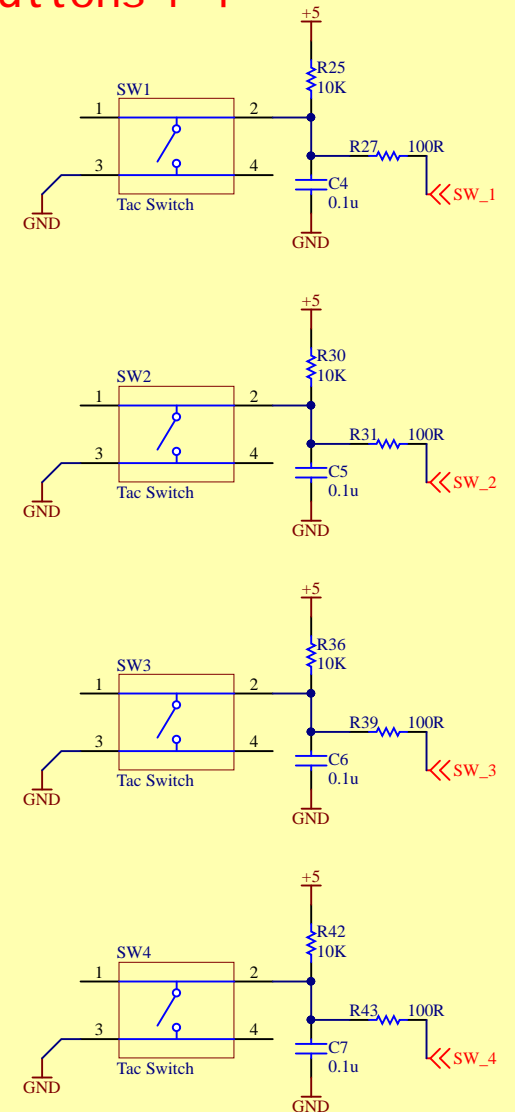 +5
R25
10K
SW1
1 2
R27 100R
3 4
C4
0.1u
SW_1
Tac Switch
GND
GND
+5
R30
10K
SW2
1 2
R31 100R
3 4
C5
0.1u
SW_2
Tac Switch
GND
GND
+5
R36
10K
SW3
1 2
R39 100R
3 4
C6
0.1u
SW_3
Tac Switch
GND
GND
+5
R42
10K
SW4
1 2
R43 100R
3 4
C7
0.1u
SW_4
Tac Switch
GND
GND